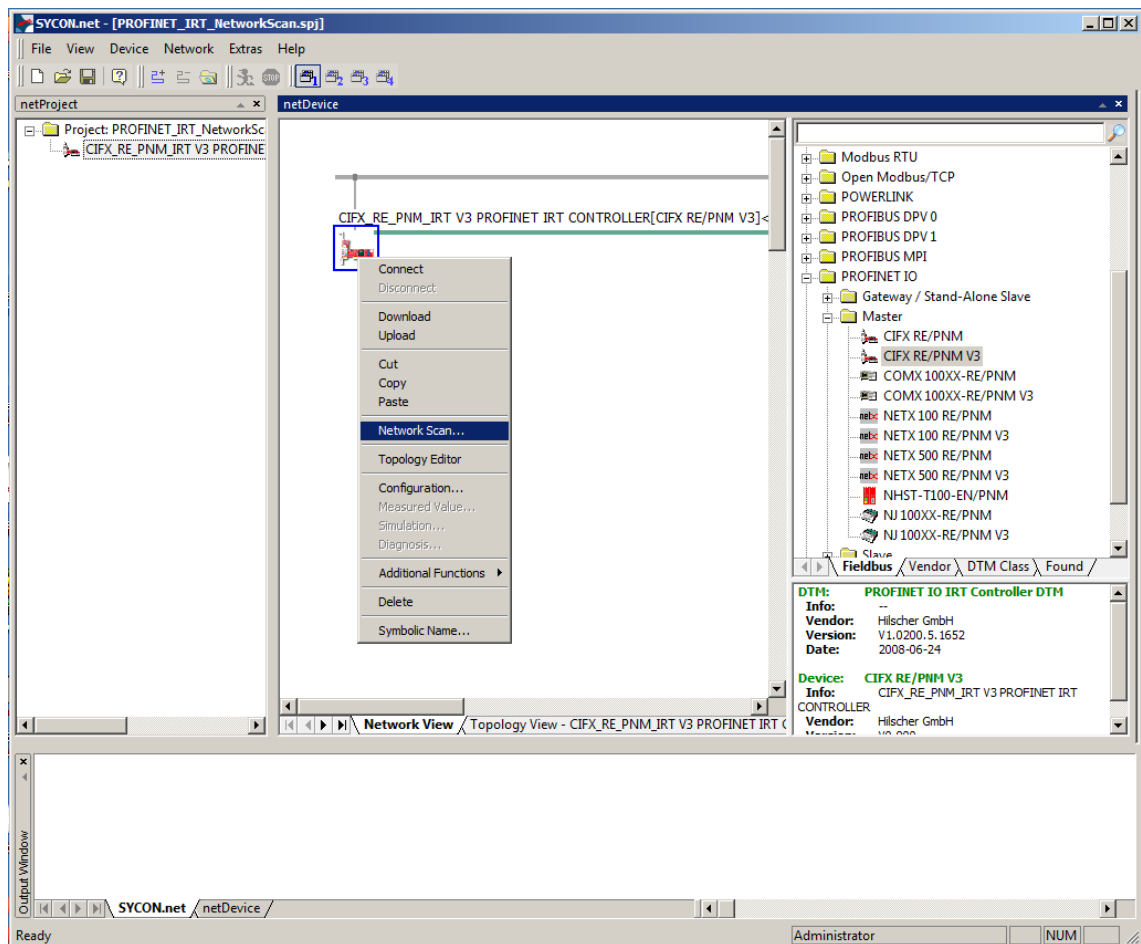 SYCON.net - [PROFINET_IRT_NetworkScan.spj]
File View Device Network Extras Help
netProject
netDevice
Project: PROFINET_IRT_NetworkSc
CIFX_RE_PNM_IRT V3 PROFINE
CIFX_RE_PNM_IRT V3 PROFINET IRT CONTROLLER[CIFX RE/PNM V3]<
Connect
Disconnect
Download
Upload
Cut
Copy
Paste
Network Scan...
Topology Editor
Configuration...
Measured Value...
Simulation...
Diagnosis...
Additional Functions
Delete
Symbolic Name...
Network View
Topology View - CIFX_RE_PNM_IRT V3 PROFINET IRT C
Modbus RTU
Open Modbus/TCP
POWERLINK
PROFIBUS DPV0
PROFIBUS DPV1
PROFIBUS MPI
PROFINET IO
Gateway / Stand-Alone Slave
Master
CIFX RE/PNM
CIFX RE/PNM V3
COMX 100XX-RE/PNM
COMX 100XX-RE/PNM V3
NETX 100 RE/PNM
NETX 100 RE/PNM V3
NETX 500 RE/PNM
NETX 500 RE/PNM V3
NHST-T100-EN/PNM
NJ 100XX-RE/PNM
NJ 100XX-RE/PNM V3
Slave
Fieldbus Vendor DTM Class Found
DTM: PROFINET IO IRT Controller DTM
Info: --
Vendor: Hilscher GmbH
Version: V1.0200.5.1652
Date: 2008-06-24
Device: CIFX RE/PNM V3
Info: CIFX_RE_PNM_IRT V3 PROFINET IRT
CONTROLLER
Vendor: Hilscher GmbH
Output Window
SYCON.net netDevice
Ready
Administrator
NUM